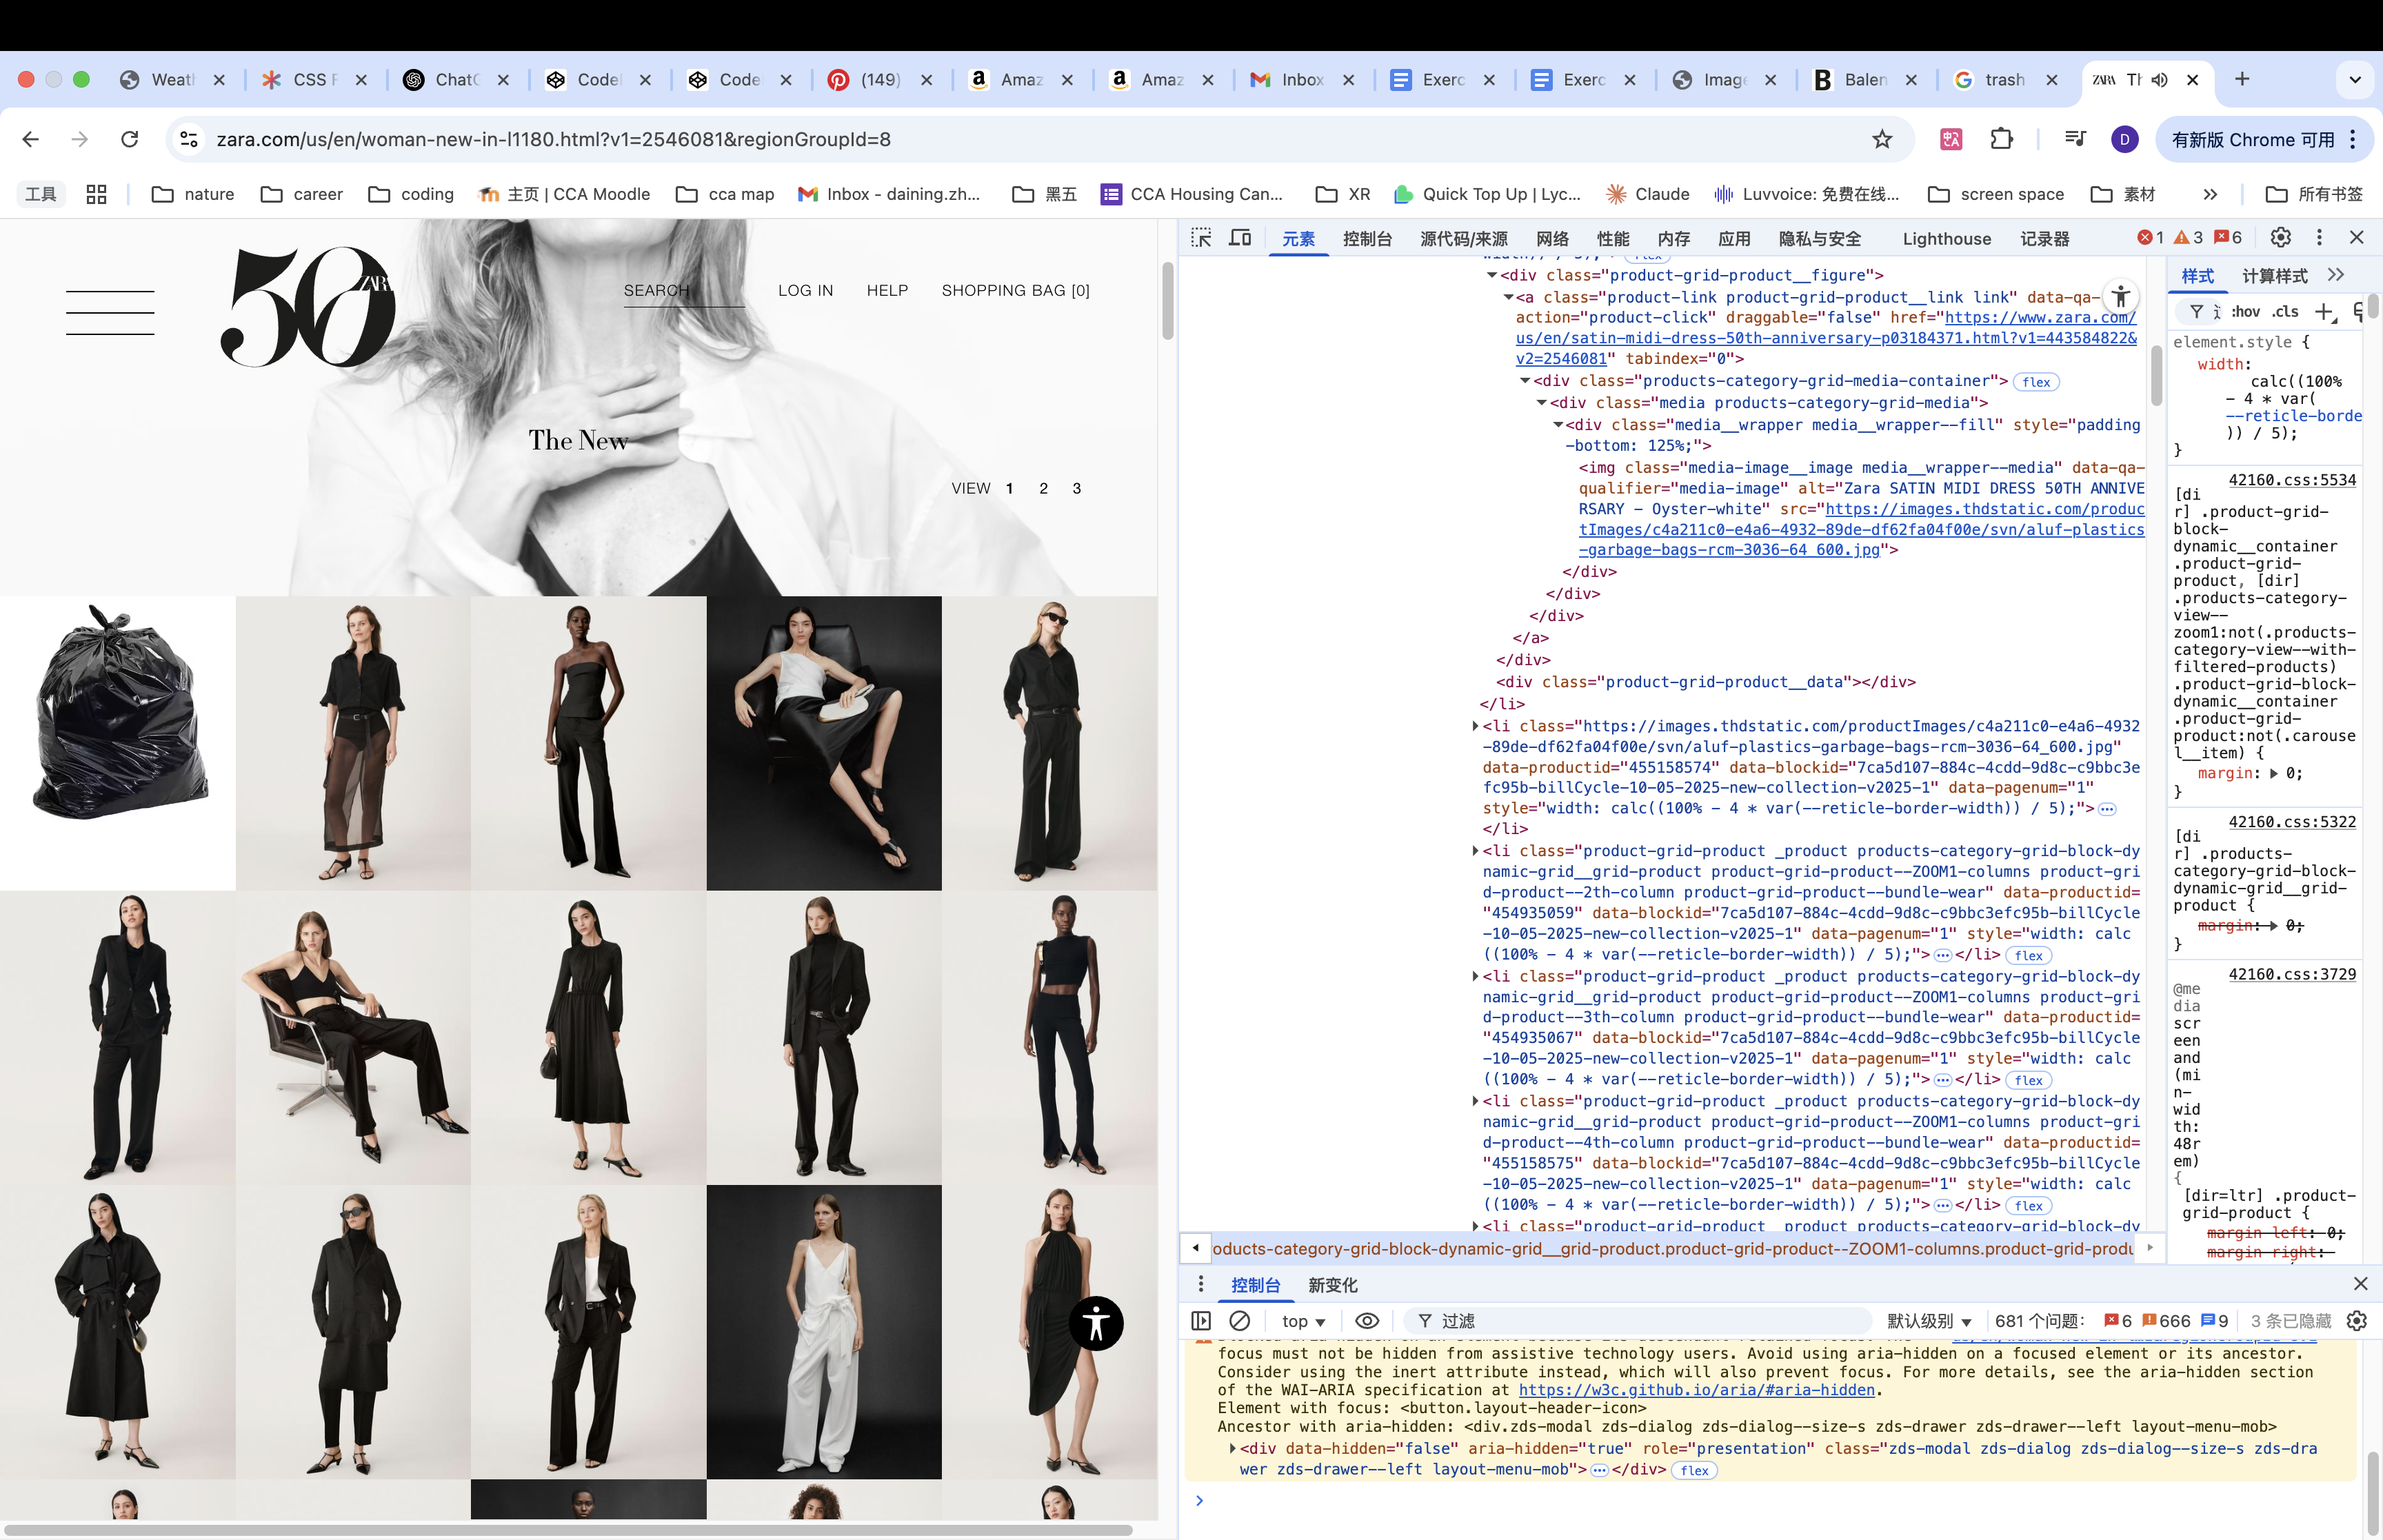 Weath
CSS F
ChatG
Code
Code
(149)
Amaz
Amaz
Inbox
Exerc
Exerc
Image
Balen
trash
ZARA Th
zara.com/us/en/woman-new-in-l1180.html?v1=2546081&regionGroupId=8
D
有新版 Chrome 可用
工具
nature
career
coding
主页 | CCA Moodle
cca map
Inbox - daining.zh...
黑五
CCA Housing Can...
XR
Quick Top Up | Lyc...
Claude
Luvvoice: 免费在线...
screen space
素材
所有书签
50
ZARA
SEARCH
LOG IN
HELP
SHOPPING BAG [0]
The New
VIEW 1 2 3
元素
控制台
源代码/来源
网络
性能
内存
应用
隐私与安全
Lighthouse
记录器
1 3 6
<div class="product-grid-product__figure">
<a class="product-link product-grid-product__link link" data-qa-
action="product-click" draggable="false" href="https://www.zara.com/
us/en/satin-midi-dress-50th-anniversary-p03184371.html?v1=443584822&
v2=2546081" tabindex="0">
<div class="products-category-grid-media-container"> flex
<div class="media products-category-grid-media">
<div class="media__wrapper media__wrapper--fill" style="padding
-bottom: 125%;">
<img class="media-image__image media__wrapper--media" data-qa-
qualifier="media-image" alt="Zara SATIN MIDI DRESS 50TH ANNIVE
RSARY - Oyster-white" src="https://images.thdstatic.com/produc
tImages/c4a211c0-e4a6-4932-89de-df62fa04f00e/svn/aluf-plastics
-garbage-bags-rcm-3036-64_600.jpg">
</div>
</div>
</div>
</a>
</div>
<div class="product-grid-product__data"></div>
</li>
<li class="https://images.thdstatic.com/productImages/c4a211c0-e4a6-4932
-89de-df62fa04f00e/svn/aluf-plastics-garbage-bags-rcm-3036-64_600.jpg"
data-productid="455158574" data-blockid="7ca5d107-884c-4cdd-9d8c-c9bbc3e
fc95b-billCycle-10-05-2025-new-collection-v2025-1" data-pagenum="1"
style="width: calc((100% - 4 * var(--reticle-border-width)) / 5);">
</li>
<li class="product-grid-product _product products-category-grid-block-dy
namic-grid__grid-product product-grid-product--ZOOM1-columns product-gri
d-product--2th-column product-grid-product--bundle-wear" data-productid=
"454935059" data-blockid="7ca5d107-884c-4cdd-9d8c-c9bbc3efc95b-billCycle
-10-05-2025-new-collection-v2025-1" data-pagenum="1" style="width: calc
((100% - 4 * var(--reticle-border-width)) / 5);"> </li> flex
<li class="product-grid-product _product products-category-grid-block-dy
namic-grid__grid-product product-grid-product--ZOOM1-columns product-gri
d-product--3th-column product-grid-product--bundle-wear" data-productid=
"454935067" data-blockid="7ca5d107-884c-4cdd-9d8c-c9bbc3efc95b-billCycle
-10-05-2025-new-collection-v2025-1" data-pagenum="1" style="width: calc
((100% - 4 * var(--reticle-border-width)) / 5);"> </li> flex
<li class="product-grid-product _product products-category-grid-block-dy
namic-grid__grid-product product-grid-product--ZOOM1-columns product-gri
d-product--4th-column product-grid-product--bundle-wear" data-productid=
"455158575" data-blockid="7ca5d107-884c-4cdd-9d8c-c9bbc3efc95b-billCycle
-10-05-2025-new-collection-v2025-1" data-pagenum="1" style="width: calc
((100% - 4 * var(--reticle-border-width)) / 5);"> </li> flex
<li class="product-grid-product _product products-category-grid-block-dy
oducts-category-grid-block-dynamic-grid__grid-product.product-grid-product--ZOOM1-columns.product-grid-produ
样式
计算样式
:hov .cls
element.style {
width:
calc((100%
- 4 * var(
--reticle-borde
)) / 5);
}
42160.css:5534
[di
r] .product-grid-
block-
dynamic__container
.product-grid-
product, [dir]
.products-category-
view--
zoom1:not(.products-
category-view--with-
filtered-products)
.product-grid-block-
dynamic__container
.product-grid-
product:not(.carouse
l__item) {
margin: 0;
}
42160.css:5322
[di
r] .products-
category-grid-block-
dynamic-grid__grid-
product {
margin: 0;
}
42160.css:3729
@me
dia
scr
een
and
(mi
n-
wid
th:
48r
em)
{
[dir=ltr] .product-
grid-product {
margin-left: 0;
margin-right:
控制台
新变化
top
过滤
默认级别
681 个问题: 6 666 9
3 条已隐藏
focus must not be hidden from assistive technology users. Avoid using aria-hidden on a focused element or its ancestor.
Consider using the inert attribute instead, which will also prevent focus. For more details, see the aria-hidden section
of the WAI-ARIA specification at https://w3c.github.io/aria/#aria-hidden.
Element with focus: <button.layout-header-icon>
Ancestor with aria-hidden: <div.zds-modal zds-dialog zds-dialog--size-s zds-drawer zds-drawer--left layout-menu-mob>
<div data-hidden="false" aria-hidden="true" role="presentation" class="zds-modal zds-dialog zds-dialog--size-s zds-dra
wer zds-drawer--left layout-menu-mob"> </div> flex